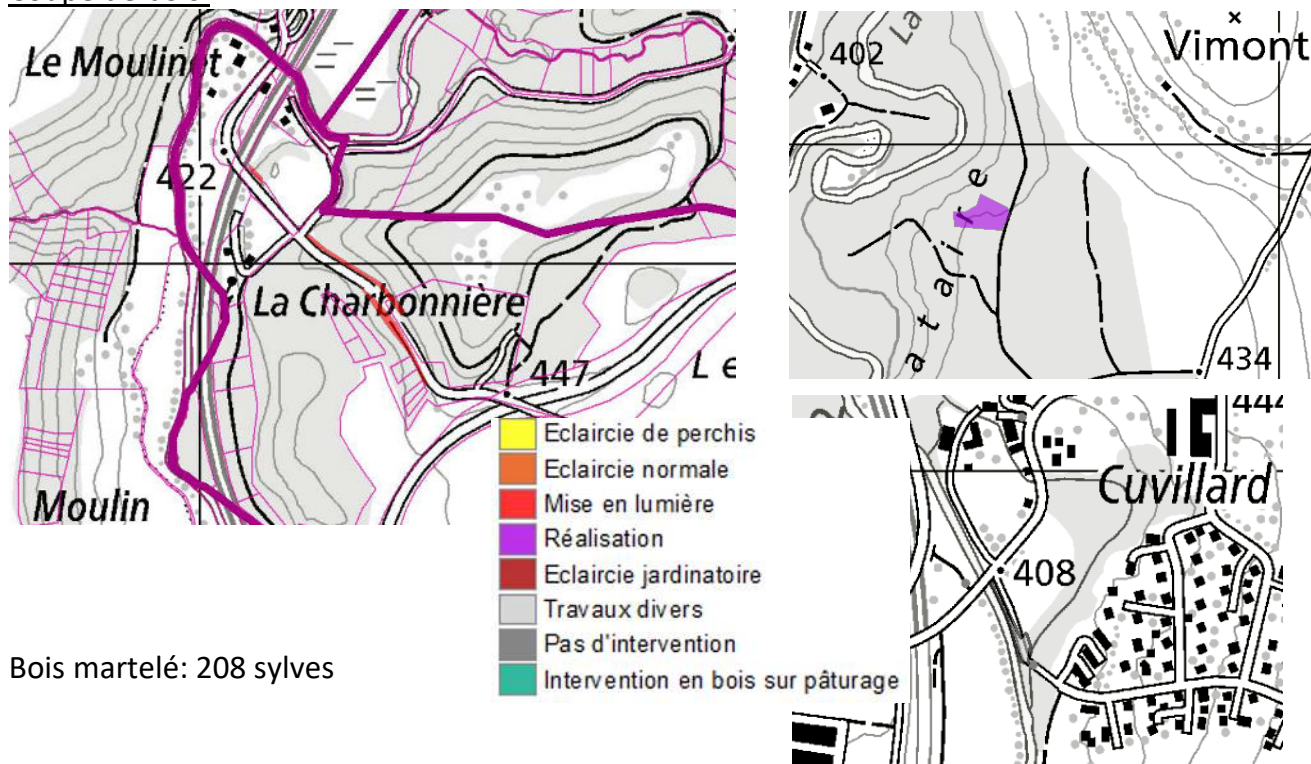 Le Moulinet
422
La Charbonnière
447
L e
Moulin
402
La
Vimont
a t a i r e
434
444
Cuvillard
408
Eclaircie de perchis
Eclaircie normale
Mise en lumière
Réalisation
Eclaircie jardinatoire
Travaux divers
Pas d'intervention
Intervention en bois sur pâturage
Bois martelé: 208 sylves